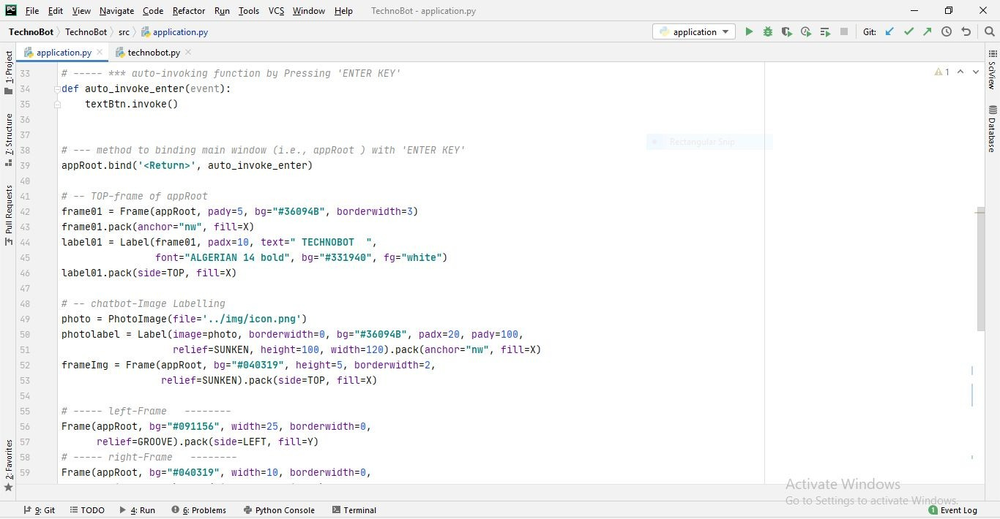 PC File Edit View Navigate Code Refactor Run Tools VCS Window Help TechnoBot - application.py
TechnoBot TechnoBot src application.py application Git:
application.py technobot.py
1: Project
7: Structure
Pull Requests
2: Favorites
33 # ----- *** auto-invoking function by Pressing 'ENTER KEY'
34 def auto_invoke_enter(event):
35 textBtn.invoke()
36
37
38 # --- method to binding main window (i.e., appRoot ) with 'ENTER KEY'
39 appRoot.bind('<Return>', auto_invoke_enter)
40
41 # -- TOP-frame of appRoot
42 frame01 = Frame(appRoot, pady=5, bg="#36094B", borderwidth=3)
43 frame01.pack(anchor="nw", fill=X)
44 label01 = Label(frame01, padx=10, text=" TECHNOBOT  ",
45 font="ALGERIAN 14 bold", bg="#331940", fg="white")
46 label01.pack(side=TOP, fill=X)
47
48 # -- chatbot-Image Labelling
49 photo = PhotoImage(file='../img/icon.png')
50 photolabel = Label(image=photo, borderwidth=0, bg="#36094B", padx=20, pady=100,
51 relief=SUNKEN, height=100, width=120).pack(anchor="nw", fill=X)
52 frameImg = Frame(appRoot, bg="#040319", height=5, borderwidth=2,
53 relief=SUNKEN).pack(side=TOP, fill=X)
54
55 # ----- left-Frame   --------
56 Frame(appRoot, bg="#091156", width=25, borderwidth=0,
57 relief=GROOVE).pack(side=LEFT, fill=Y)
58 # ----- right-Frame   --------
59 Frame(appRoot, bg="#040319", width=10, borderwidth=0,
1
Rectangular Snip
SciView
Database
Activate Windows
Go to Settings to activate Windows.
9: Git TODO 4: Run 6: Problems Python Console Terminal 1 Event Log